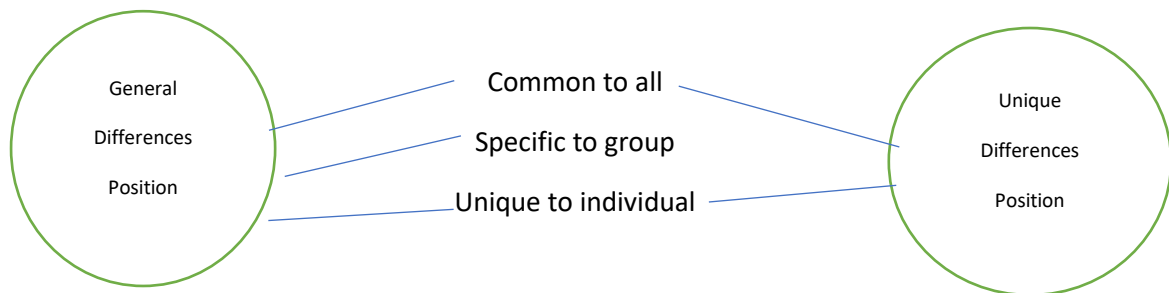 General
Differences
Position
Common to all
Specific to group
Unique to individual
Unique
Differences
Position